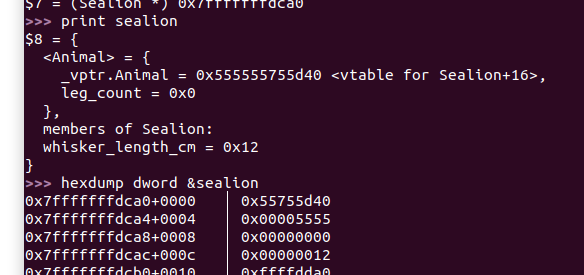 $7 = (Sealion *) 0x7fffffffdca0
>>> print sealion
$8 = {
  <Animal> = {
    _vptr.Animal = 0x555555755d40 <vtable for Sealion+16>,
    leg_count = 0x0
  },
  members of Sealion:
  whisker_length_cm = 0x12
}
>>> hexdump dword &sealion
0x7fffffffdca0+0000 │ 0x55755d40
0x7fffffffdca4+0004 │ 0x00005555
0x7fffffffdca8+0008 │ 0x00000000
0x7fffffffdcac+000c │ 0x00000012
0x7fffffffdcb0+0010 │ 0xffffdda0